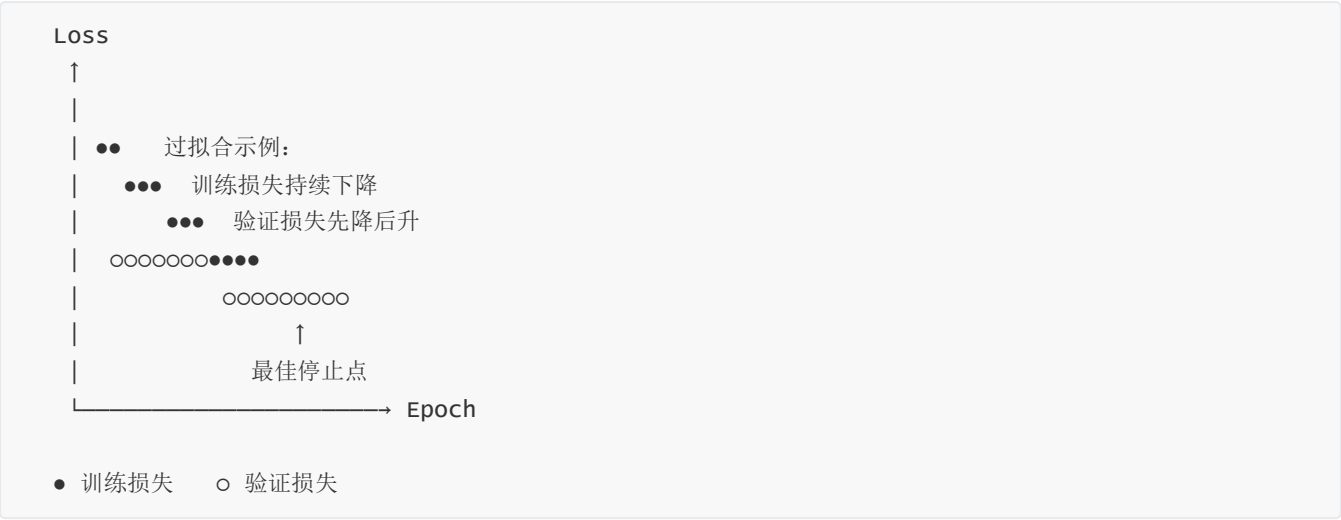 Loss
↑
|
| ●● 过拟合示例：
| ●●● 训练损失持续下降
| ●●● 验证损失先降后升
| ○○○○○○○●●●●
| ○○○○○○○○○
| ↑
| 最佳停止点
└─────────────────────→ Epoch
● 训练损失 ○ 验证损失